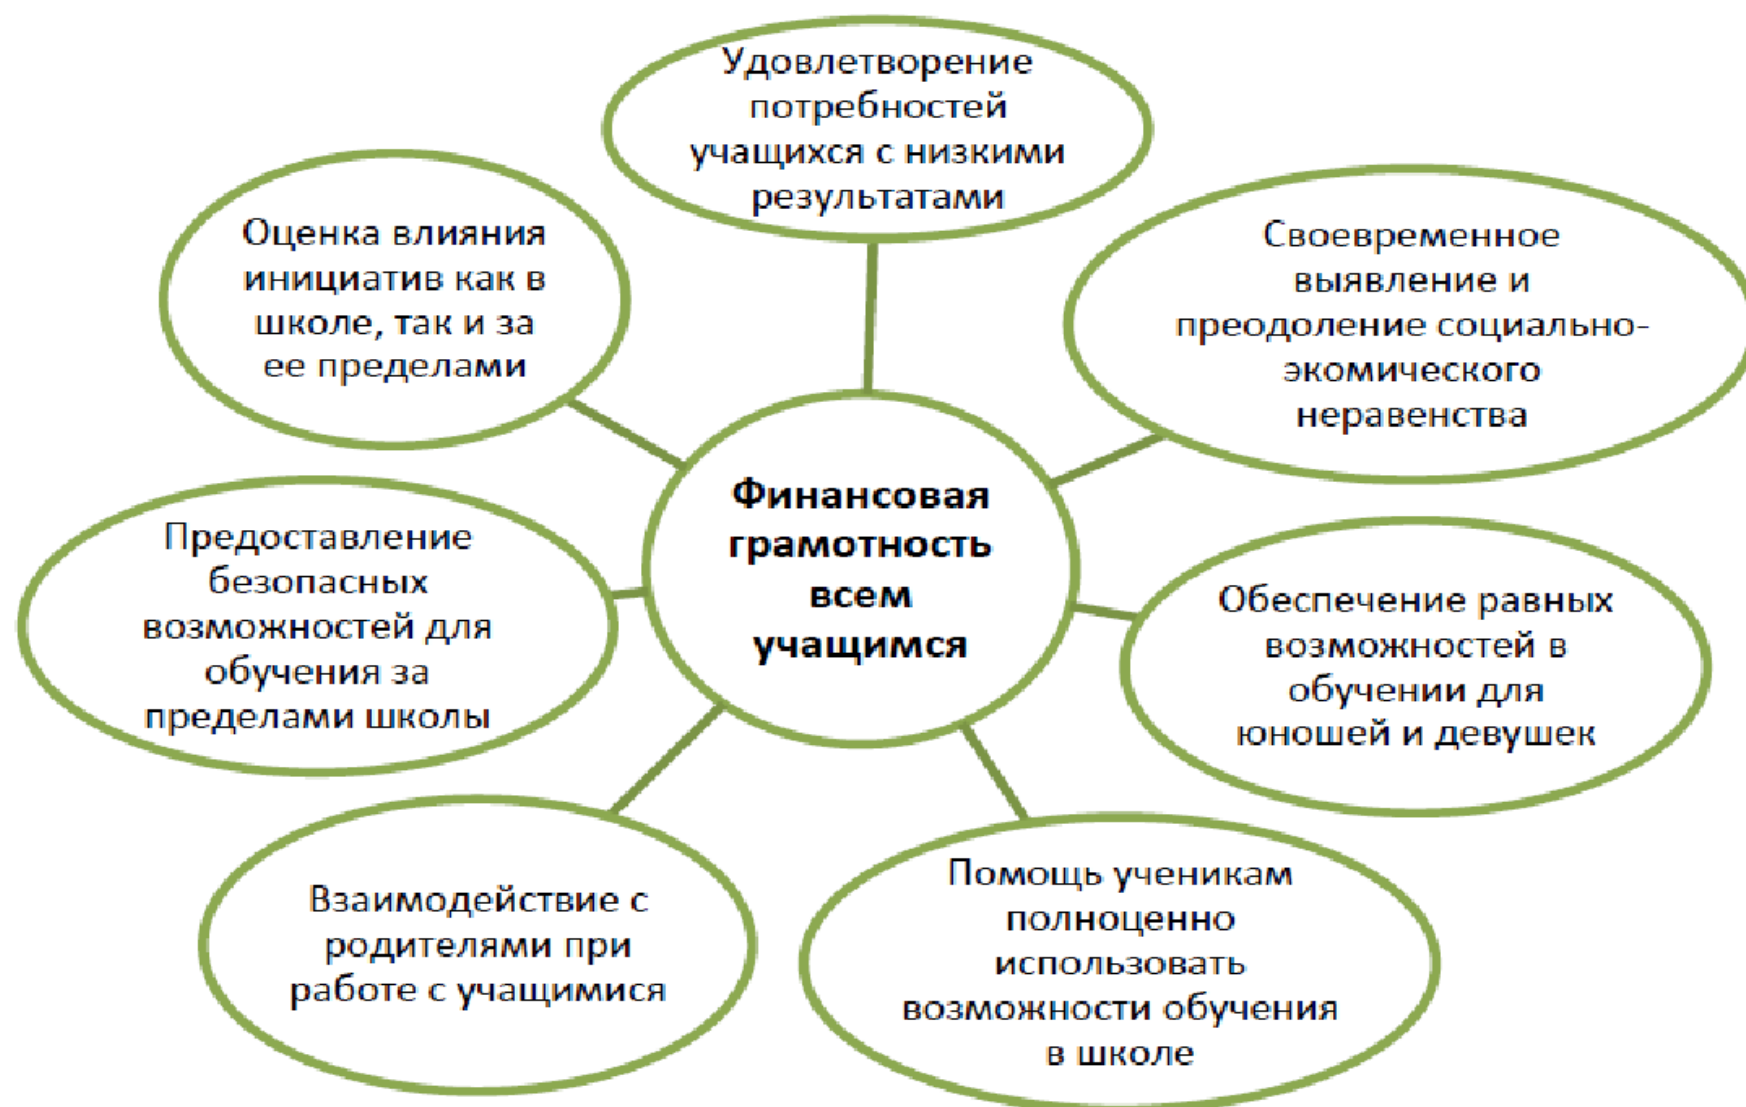 Удовлетворение
потребностей
учащихся с низкими
результатами
Своевременное
выявление и
преодоление социально-
экомического
неравенства
Обеспечение равных
возможностей в
обучении для
юношей и девушек
Помощь ученикам
полноценно
использовать
возможности обучения
в школе
Взаимодействие с
родителями при
работе с учащимися
Предоставление
безопасных
возможностей для
обучения за
пределами школы
Оценка влияния
инициатив как в
школе, так и за
ее пределами
Финансовая
грамотность
всем
учащимся